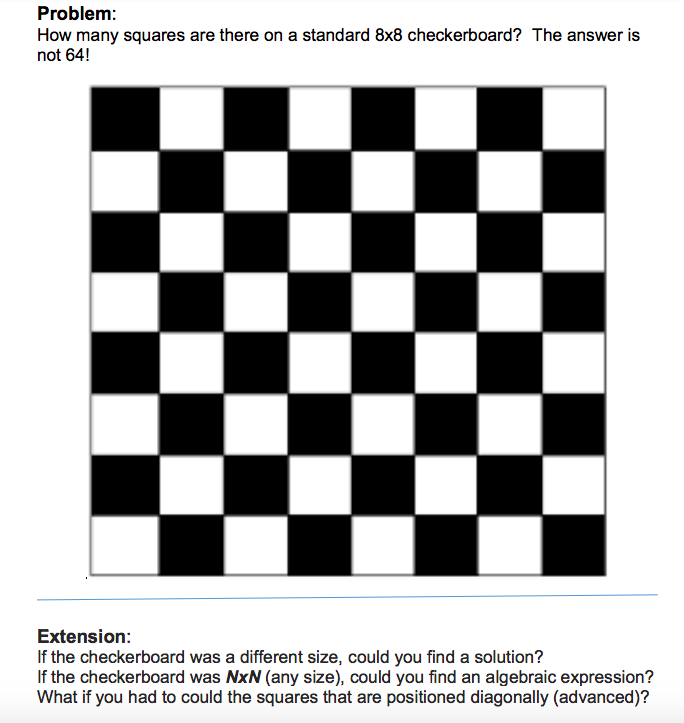 Problem:
How many squares are there on a standard 8x8 checkerboard? The answer is
not 64!
Extension:
If the checkerboard was a different size, could you find a solution?
If the checkerboard was NxN (any size), could you find an algebraic expression?
What if you had to could the squares that are positioned diagonally (advanced)?